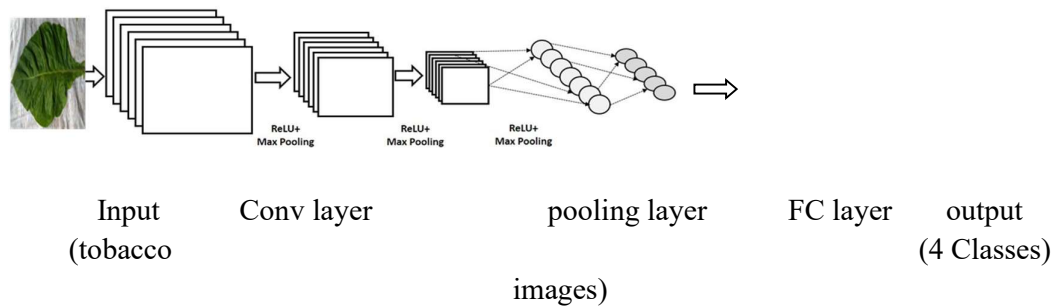 ReLU+ ReLU+ ReLU+
Max Pooling Max Pooling Max Pooling
Input Conv layer pooling layer FC layer output
(tobacco (4 Classes)
images)